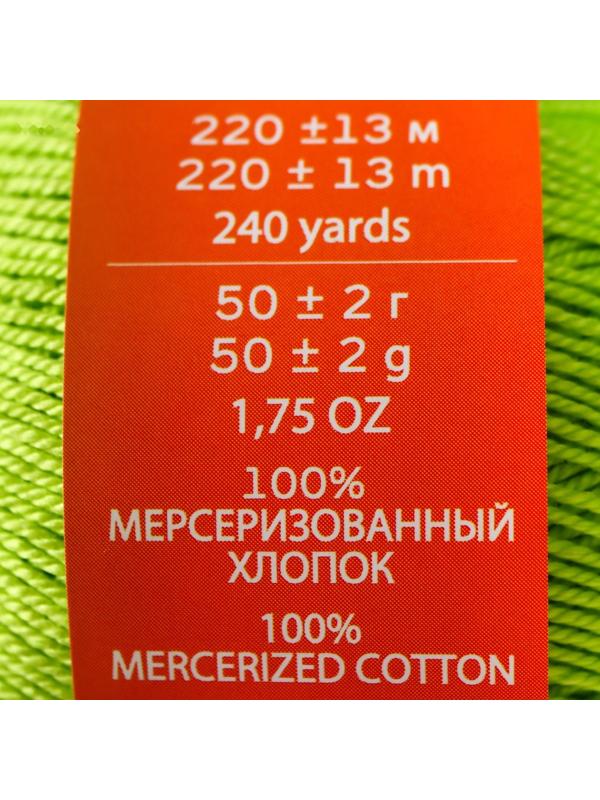 220 ±13 м
220 ± 13 m
240 yards
50 ± 2 г
50 ± 2 g
1,75 OZ
100%
МЕРСЕРИЗОВАННЫЙ
ХЛОПОК
100%
MERCERIZED COTTON